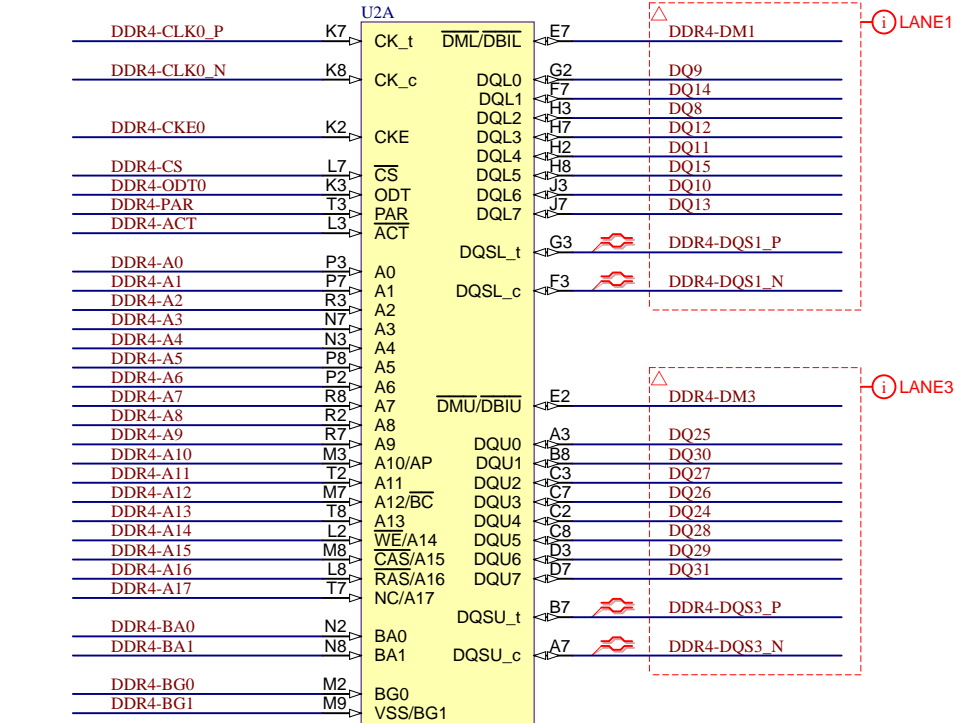 U2A
DDR4-CLK0_P K7 CK_t DML/DBIL E7 DDR4-DM1 LANE1
DDR4-CLK0_N K8 CK_c DQL0 G2 DQ9
DQL1 F7 DQ14
DQL2 H3 DQ8
DDR4-CKE0 K2 CKE DQL3 H7 DQ12
DQL4 H2 DQ11
DDR4-CS L7 CS DQL5 H8 DQ15
DDR4-ODT0 K3 ODT DQL6 J3 DQ10
DDR4-PAR T3 PAR DQL7 J7 DQ13
DDR4-ACT L3 ACT
DQSL_t G3 DDR4-DQS1_P
DDR4-A0 P3 A0
DDR4-A1 P7 A1 DQSL_c F3 DDR4-DQS1_N
DDR4-A2 R3 A2
DDR4-A3 N7 A3
DDR4-A4 N3 A4
DDR4-A5 P8 A5
DDR4-A6 P2 A6 LANE3
DDR4-A7 R8 A7 DMU/DBIU E2 DDR4-DM3
DDR4-A8 R2 A8
DDR4-A9 R7 A9 DQU0 A3 DQ25
DDR4-A10 M3 A10/AP DQU1 B8 DQ30
DDR4-A11 T2 A11 DQU2 C3 DQ27
DDR4-A12 M7 A12/BC DQU3 C7 DQ26
DDR4-A13 T8 A13 DQU4 C2 DQ24
DDR4-A14 L2 WE/A14 DQU5 C8 DQ28
DDR4-A15 M8 CAS/A15 DQU6 D3 DQ29
DDR4-A16 L8 RAS/A16 DQU7 D7 DQ31
DDR4-A17 T7 NC/A17
DQSU_t B7 DDR4-DQS3_P
DDR4-BA0 N2 BA0
DDR4-BA1 N8 BA1 DQSU_c A7 DDR4-DQS3_N
DDR4-BG0 M2 BG0
DDR4-BG1 M9 VSS/BG1